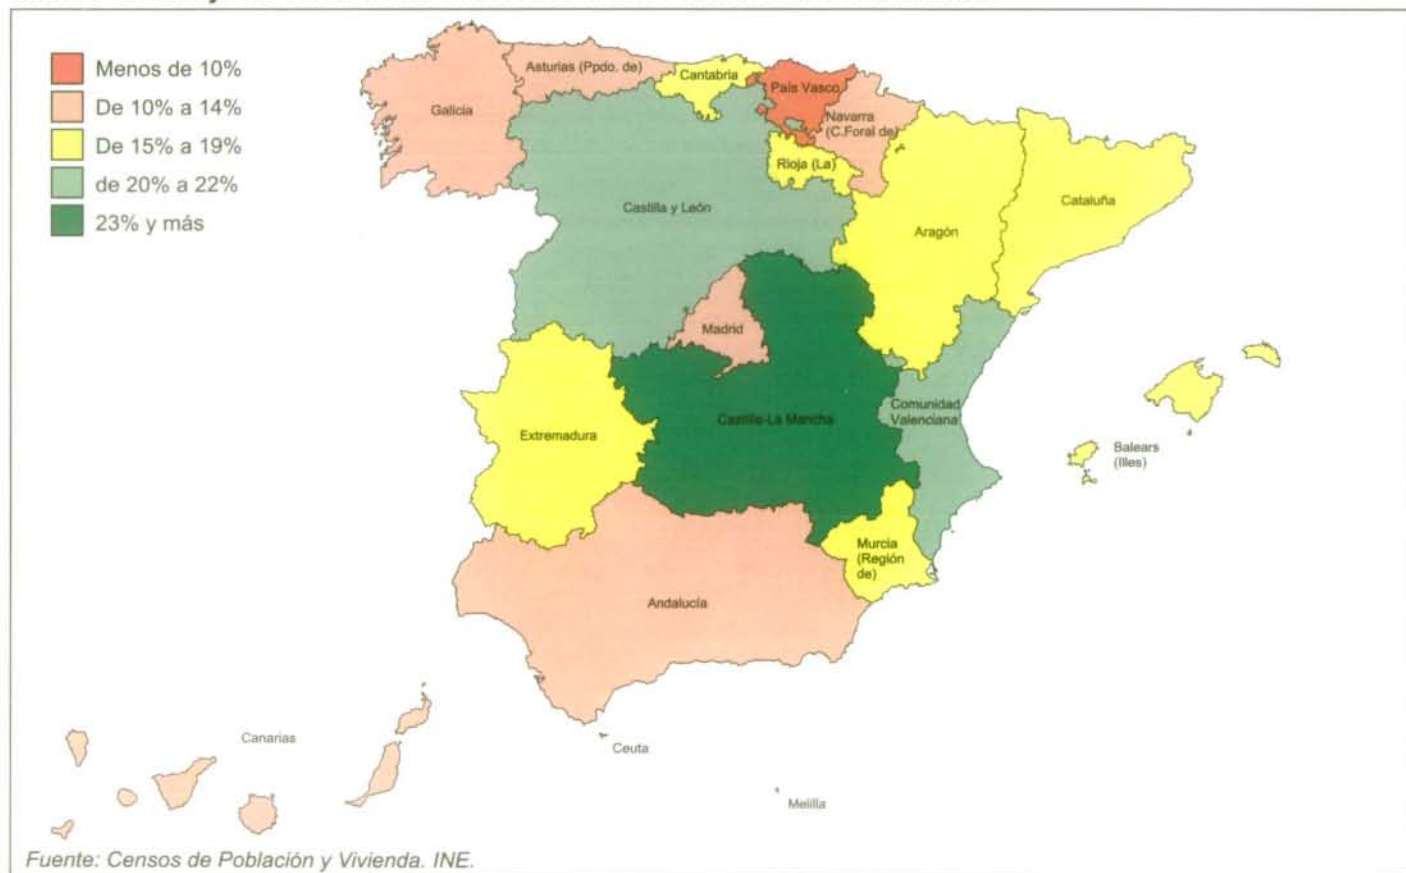 Menos de 10%
De 10% a 14%
De 15% a 19%
de 20% a 22%
23% y más
Galicia
Asturias (Ppdo. de)
Cantabria
País Vasco
Navarra
(C.Foral de)
Rioja (La)
Castilla y León
Aragón
Cataluña
Madrid
Extremadura
Castilla-La Mancha
Comunidad
Valenciana
Balears
(Illes)
Murcia
(Región
de)
Andalucía
Canarias
Ceuta
Melilla
Fuente: Censos de Población y Vivienda. INE.